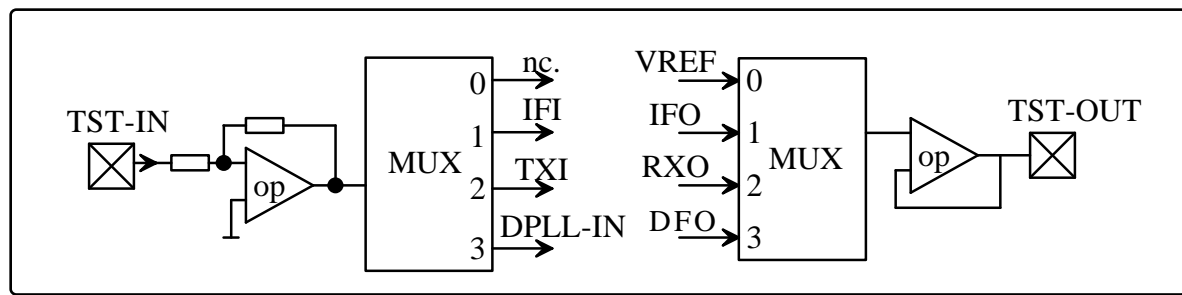 TST-IN
op
MUX
0 nc.
1 IFI
2 TXI
3 DPLL-IN
VREF 0
IFO 1
RXO 2
DFO 3
MUX
op
TST-OUT